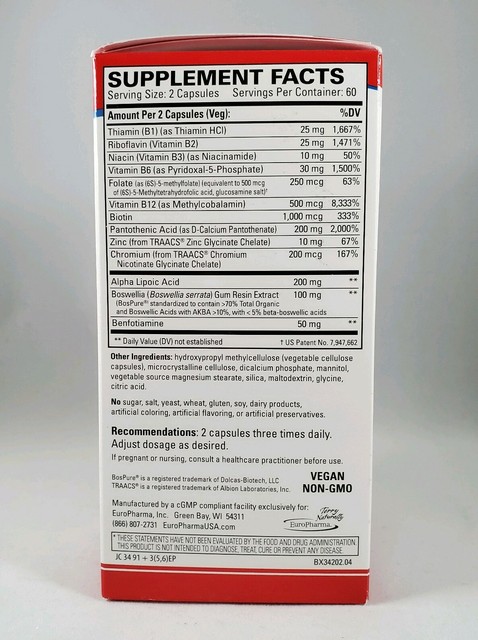 SUPPLEMENT FACTS
Serving Size: 2 Capsules Servings Per Container: 60
Amount Per 2 Capsules (Veg): %DV
Thiamin (B1) (as Thiamin HCl) 25 mg 1,667%
Riboflavin (Vitamin B2) 25 mg 1,471%
Niacin (Vitamin B3) (as Niacinamide) 10 mg 50%
Vitamin B6 (as Pyridoxal-5-Phosphate) 30 mg 1,500%
Folate (as (6S)-5-methylfolate) (equivalent to 500 mcg 250 mcg 63%
of (6S)-5-Methyltetrahydrofolic acid, glucosamine salt)†
Vitamin B12 (as Methylcobalamin) 500 mcg 8,333%
Biotin 1,000 mcg 333%
Pantothenic Acid (as D-Calcium Pantothenate) 200 mg 2,000%
Zinc (from TRAACS® Zinc Glycinate Chelate) 10 mg 67%
Chromium (from TRAACS® Chromium 200 mcg 167%
Nicotinate Glycinate Chelate)
Alpha Lipoic Acid 200 mg **
Boswellia (Boswellia serrata) Gum Resin Extract 100 mg **
(BosPure® standardized to contain >70% Total Organic
and Boswellic Acids with AKBA >10%, with < 5% beta-boswellic acids
Benfotiamine 50 mg **
** Daily Value (DV) not established † US Patent No. 7,947,662
Other Ingredients: hydroxypropyl methylcellulose (vegetable cellulose
capsules), microcrystalline cellulose, dicalcium phosphate, mannitol,
vegetable source magnesium stearate, silica, maltodextrin, glycine,
citric acid.
No sugar, salt, yeast, wheat, gluten, soy, dairy products,
artificial coloring, artificial flavoring, or artificial preservatives.
Recommendations: 2 capsules three times daily.
Adjust dosage as desired.
If pregnant or nursing, consult a healthcare practitioner before use.
BosPure® is a registered trademark of Dolcas-Biotech, LLC
TRAACS® is a registered trademark of Albion Laboratories, Inc.
VEGAN
NON-GMO
Manufactured by a cGMP compliant facility exclusively for:
EuroPharma, Inc. Green Bay, WI 54311
(866) 807-2731 EuroPharmaUSA.com
Terry
Naturally
EuroPharma
* THESE STATEMENTS HAVE NOT BEEN EVALUATED BY THE FOOD AND DRUG ADMINISTRATION.
THIS PRODUCT IS NOT INTENDED TO DIAGNOSE, TREAT, CURE OR PREVENT ANY DISEASE
JC 34 91 + 3(5,6)EP BX34202.04